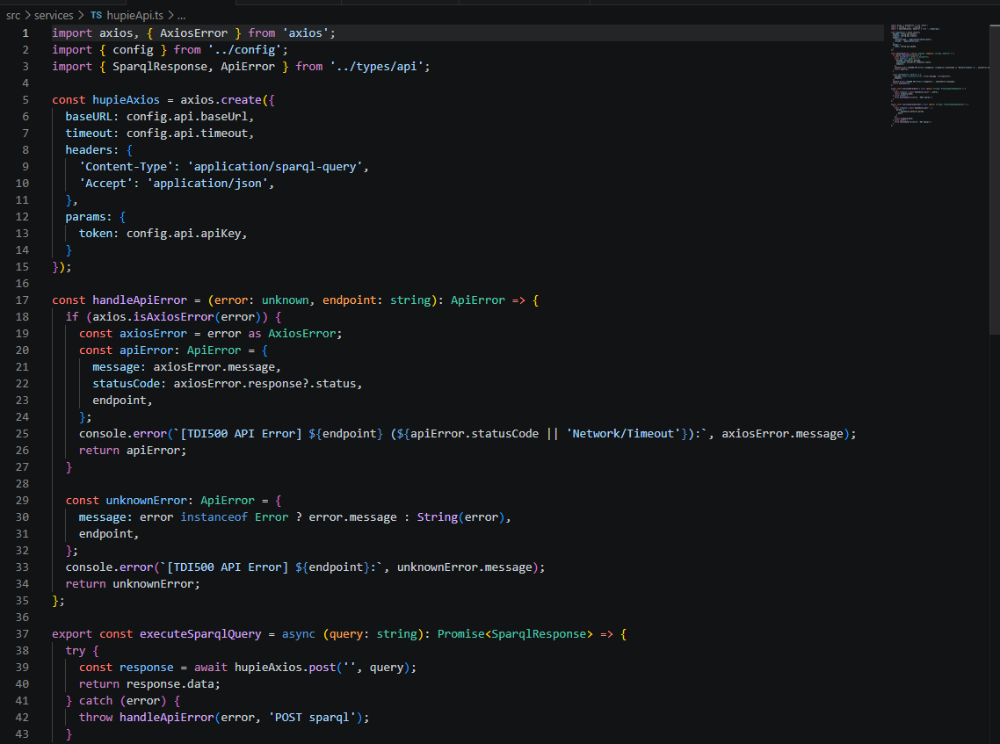 src > services > TS hupieApi.ts > ...
1 import axios, { AxiosError } from 'axios';
2 import { config } from '../config';
3 import { SparqlResponse, ApiError } from '../types/api';
4
5 const hupieAxios = axios.create({
6   baseURL: config.api.baseUrl,
7   timeout: config.api.timeout,
8   headers: {
9     'Content-Type': 'application/sparql-query',
10     'Accept': 'application/json',
11   },
12   params: {
13     token: config.api.apiKey,
14   }
15 });
16
17 const handleApiError = (error: unknown, endpoint: string): ApiError => {
18   if (axios.isAxiosError(error)) {
19     const axiosError = error as AxiosError;
20     const apiError: ApiError = {
21       message: axiosError.message,
22       statusCode: axiosError.response?.status,
23       endpoint,
24     };
25     console.error(`[TDI500 API Error] ${endpoint} (${apiError.statusCode || 'Network/Timeout'}):`, axiosError.message);
26     return apiError;
27   }
28
29   const unknownError: ApiError = {
30     message: error instanceof Error ? error.message : String(error),
31     endpoint,
32   };
33   console.error(`[TDI500 API Error] ${endpoint}:`, unknownError.message);
34   return unknownError;
35 };
36
37 export const executeSparqlQuery = async (query: string): Promise<SparqlResponse> => {
38   try {
39     const response = await hupieAxios.post('', query);
40     return response.data;
41   } catch (error) {
42     throw handleApiError(error, 'POST sparql');
43   }